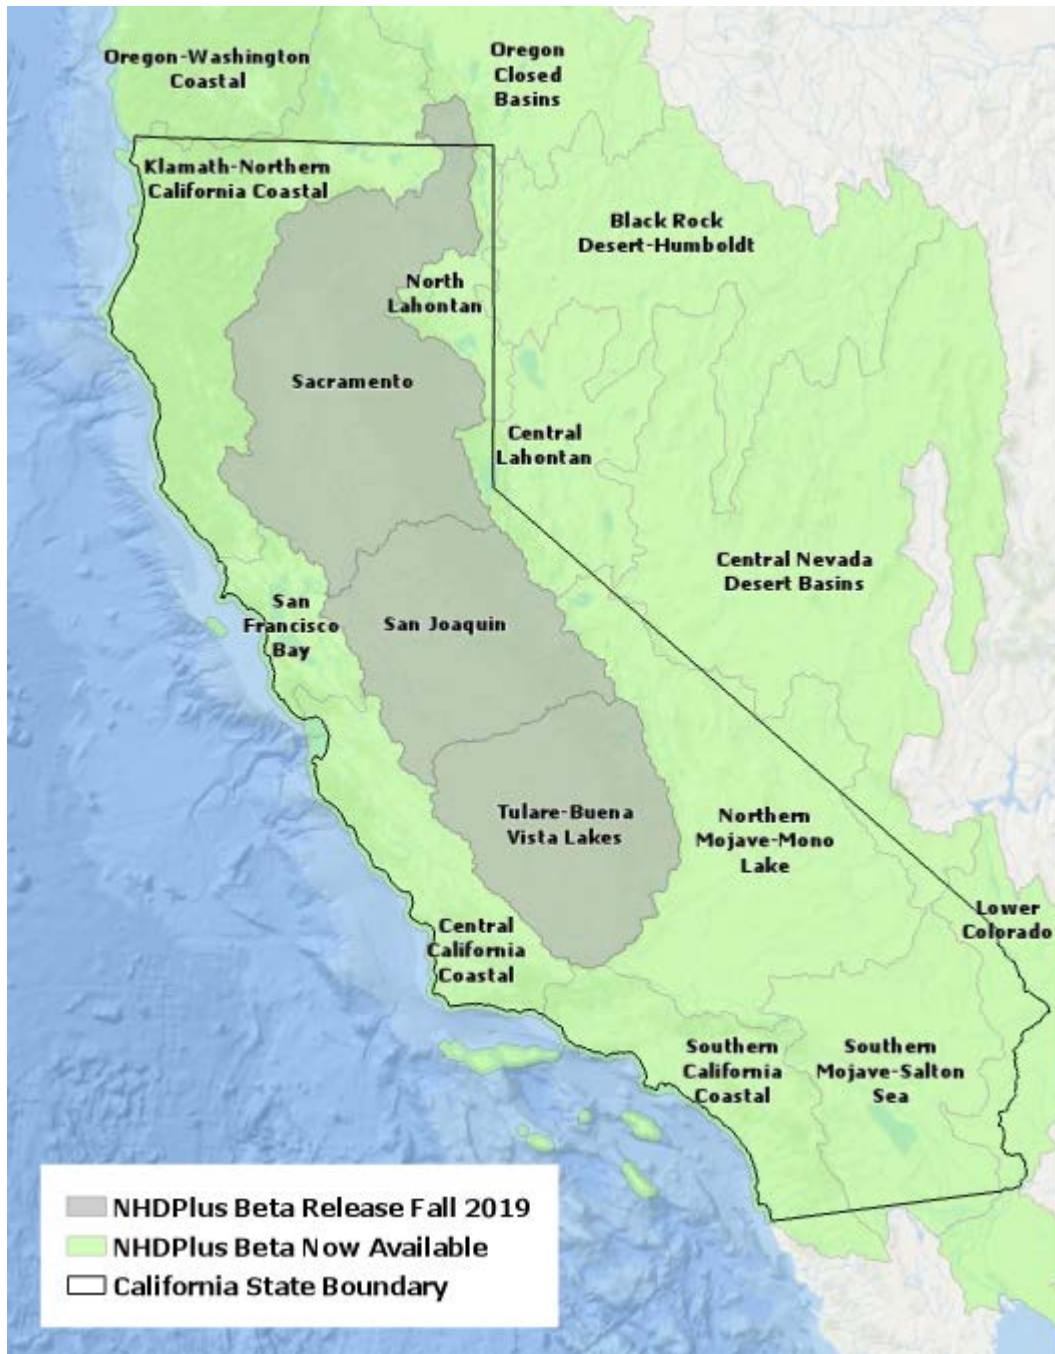 Oregon-Washington
Coastal
Oregon
Closed
Basins
Klamath-Northern
California Coastal
Black Rock
Desert-Humboldt
North
Lahontan
Sacramento
Central
Lahontan
Central Nevada
Desert Basins
San
Francisco
Bay
San Joaquin
Tulare-Buena
Vista Lakes
Northern
Mojave-Mono
Lake
Lower
Colorado
Central
California
Coastal
Southern
California
Coastal
Southern
Mojave-Salton
Sea
NHDPlus Beta Release Fall 2019
NHDPlus Beta Now Available
California State Boundary